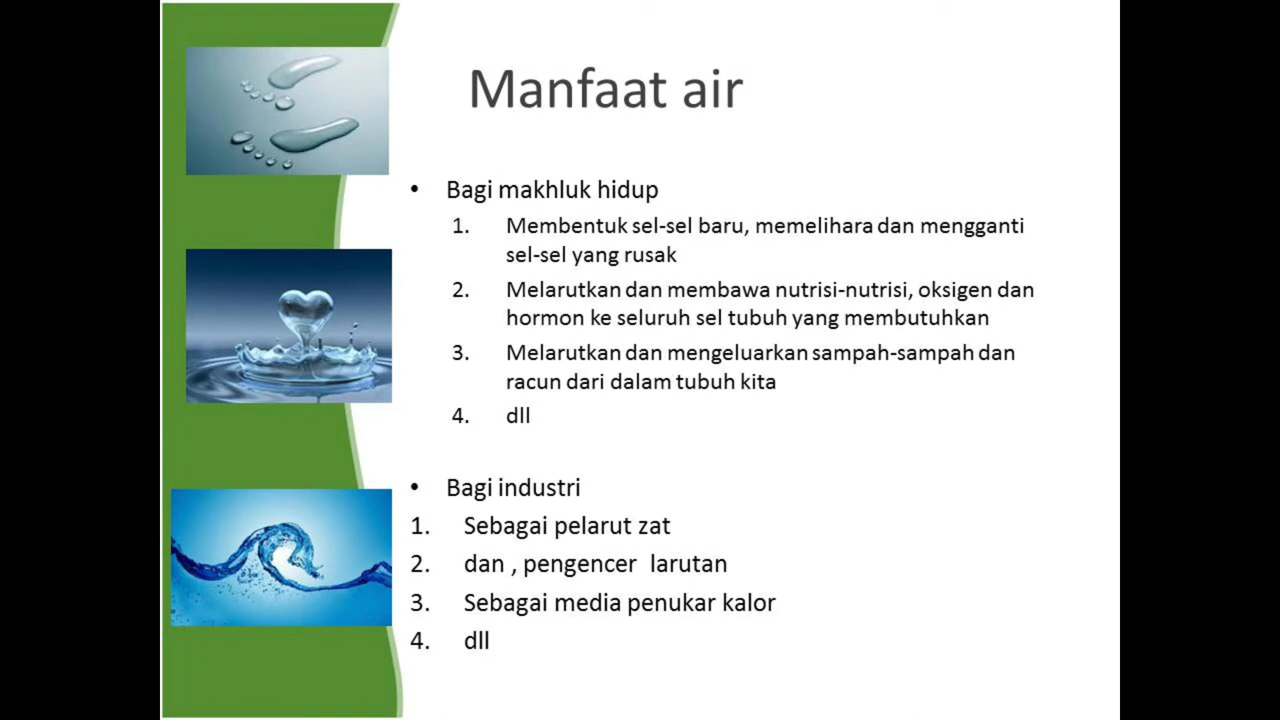 Manfaat air
• Bagi makhluk hidup
1. Membentuk sel-sel baru, memelihara dan mengganti
sel-sel yang rusak
2. Melarutkan dan membawa nutrisi-nutrisi, oksigen dan
hormon ke seluruh sel tubuh yang membutuhkan
3. Melarutkan dan mengeluarkan sampah-sampah dan
racun dari dalam tubuh kita
4. dll
• Bagi industri
1. Sebagai pelarut zat
2. dan , pengencer larutan
3. Sebagai media penukar kalor
4. dll